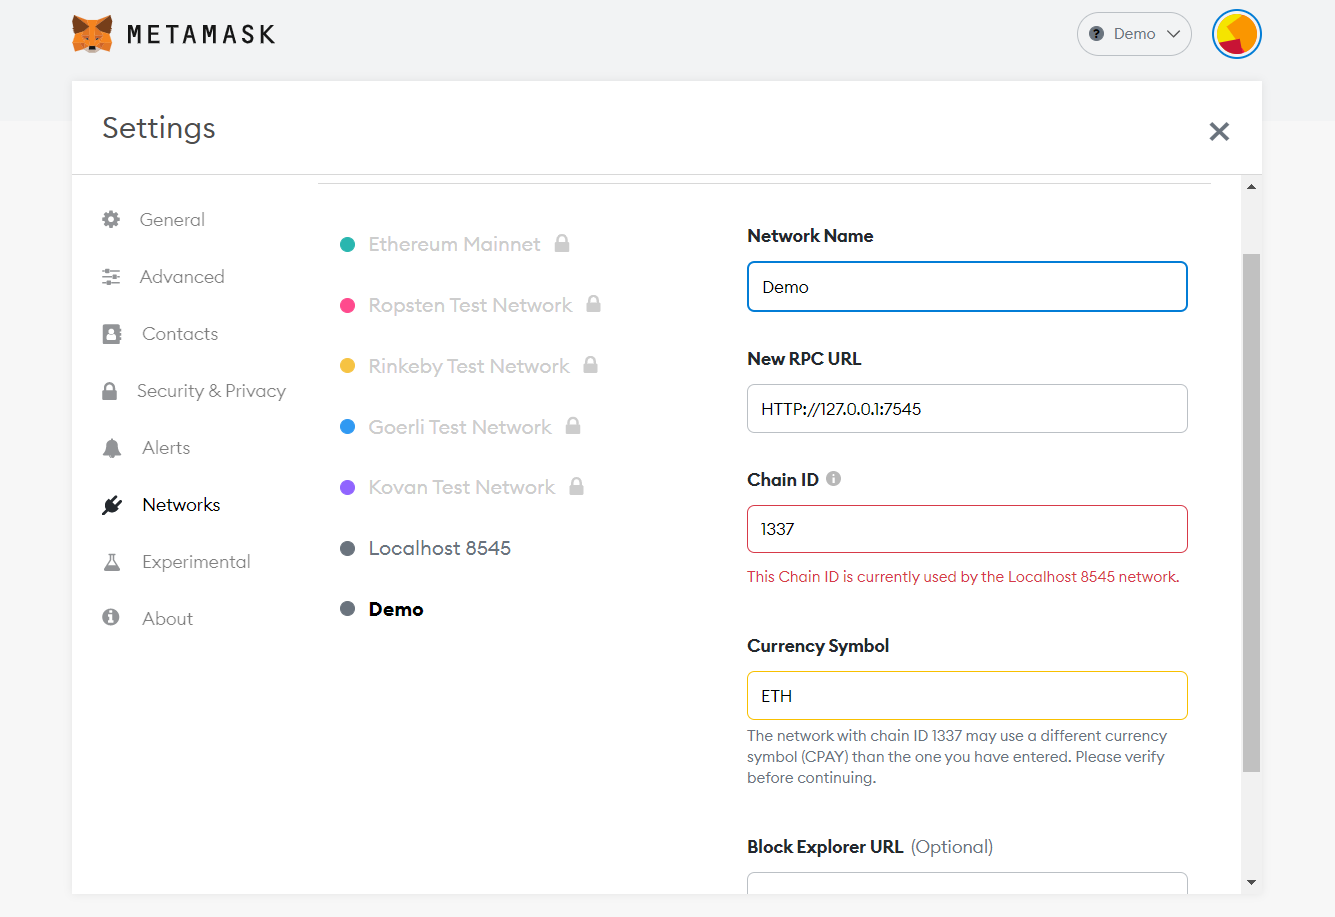 METAMASK
Demo
Settings
General
Advanced
Contacts
Security & Privacy
Alerts
Networks
Experimental
About
Ethereum Mainnet
Ropsten Test Network
Rinkeby Test Network
Goerli Test Network
Kovan Test Network
Localhost 8545
Demo
Network Name
Demo
New RPC URL
HTTP://127.0.0.1:7545
Chain ID
1337
This Chain ID is currently used by the Localhost 8545 network.
Currency Symbol
ETH
The network with chain ID 1337 may use a different currency
symbol (CPAY) than the one you have entered. Please verify
before continuing.
Block Explorer URL (Optional)